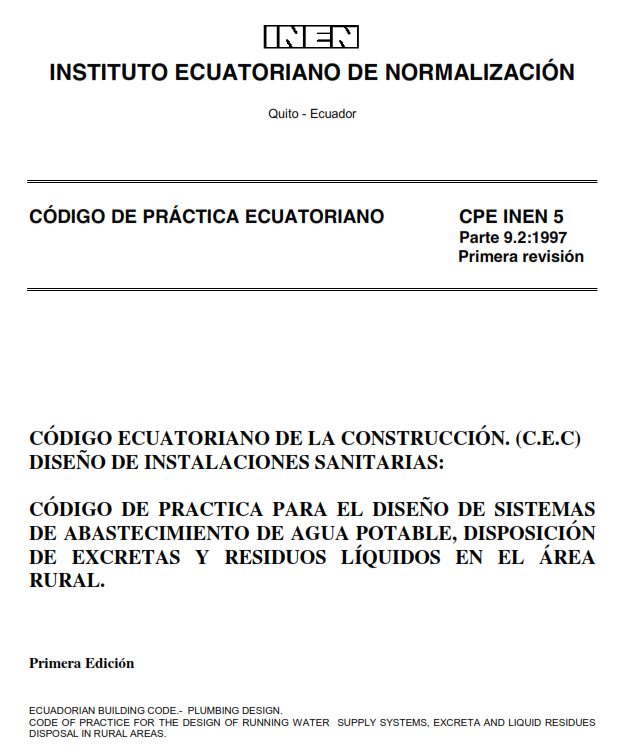 INEN
INSTITUTO ECUATORIANO DE NORMALIZACIÓN
Quito - Ecuador
CÓDIGO DE PRÁCTICA ECUATORIANO
CPE INEN 5
Parte 9.2:1997
Primera revisión
CÓDIGO ECUATORIANO DE LA CONSTRUCCIÓN. (C.E.C)
DISEÑO DE INSTALACIONES SANITARIAS:
CÓDIGO DE PRACTICA PARA EL DISEÑO DE SISTEMAS
DE ABASTECIMIENTO DE AGUA POTABLE, DISPOSICIÓN
DE EXCRETAS Y RESIDUOS LÍQUIDOS EN EL ÁREA
RURAL.
Primera Edición
ECUADORIAN BUILDING CODE.- PLUMBING DESIGN.
CODE OF PRACTICE FOR THE DESIGN OF RUNNING WATER SUPPLY SYSTEMS, EXCRETA AND LIQUID RESIDUES
DISPOSAL IN RURAL AREAS.